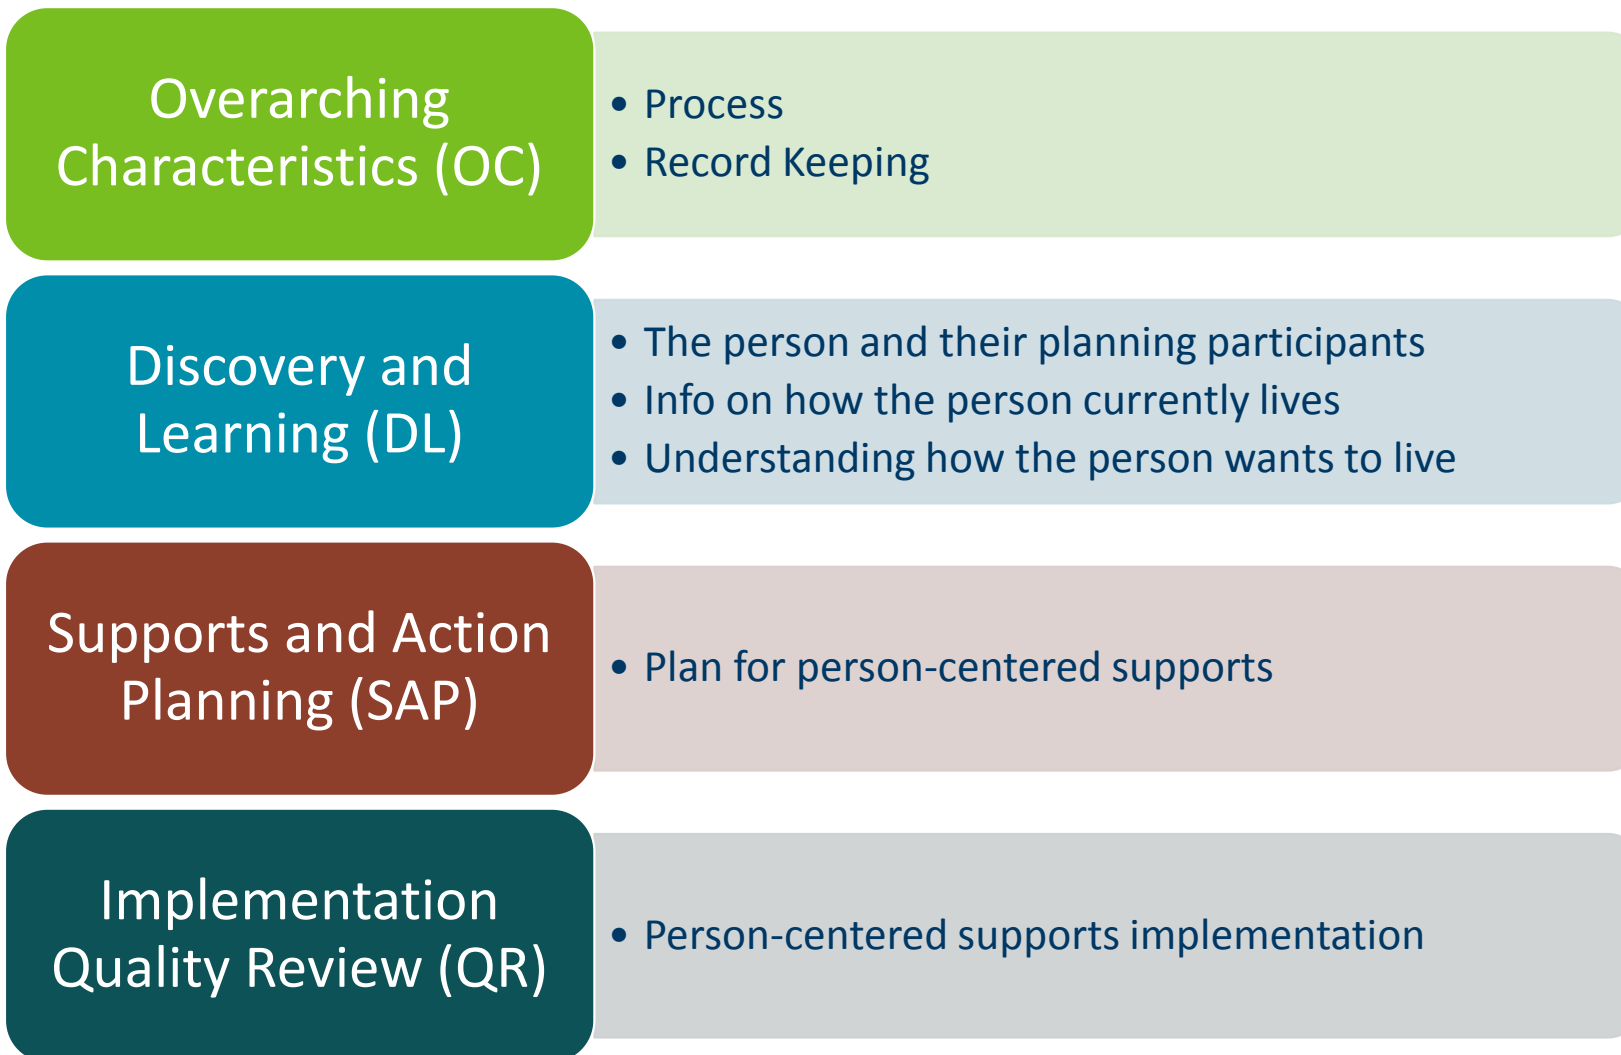 Overarching
Characteristics (OC)
• Process
• Record Keeping
Discovery and
Learning (DL)
• The person and their planning participants
• Info on how the person currently lives
• Understanding how the person wants to live
Supports and Action
Planning (SAP)
• Plan for person-centered supports
Implementation
Quality Review (QR)
• Person-centered supports implementation